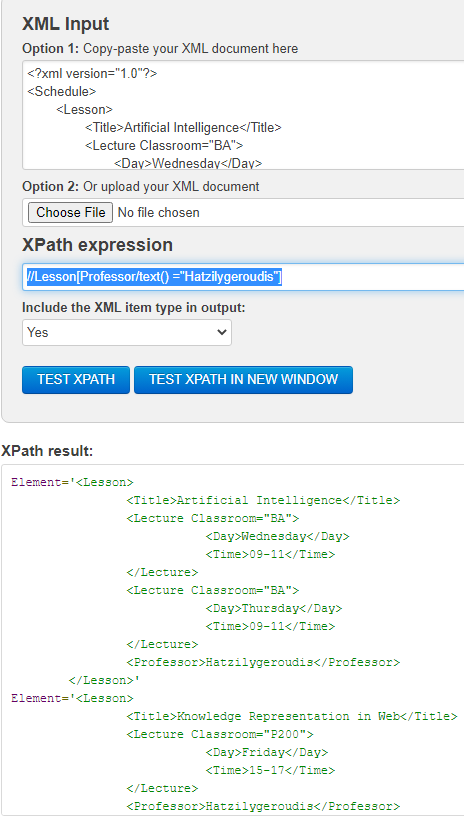 XML Input
Option 1: Copy-paste your XML document here
<?xml version="1.0"?>
<Schedule>
<Lesson>
<Title>Artificial Intelligence</Title>
<Lecture Classroom="BA">
<Day>Wednesday</Day>
Option 2: Or upload your XML document
Choose File No file chosen
XPath expression
//Lesson[Professor/text() ="Hatzilygeroudis"]
Include the XML item type in output:
Yes
TEST XPATH TEST XPATH IN NEW WINDOW
XPath result:
Element='<Lesson>
<Title>Artificial Intelligence</Title>
<Lecture Classroom="BA">
<Day>Wednesday</Day>
<Time>09-11</Time>
</Lecture>
<Lecture Classroom="BA">
<Day>Thursday</Day>
<Time>09-11</Time>
</Lecture>
<Professor>Hatzilygeroudis</Professor>
</Lesson>'
Element='<Lesson>
<Title>Knowledge Representation in Web</Title>
<Lecture Classroom="P200">
<Day>Friday</Day>
<Time>15-17</Time>
</Lecture>
<Professor>Hatzilygeroudis</Professor>